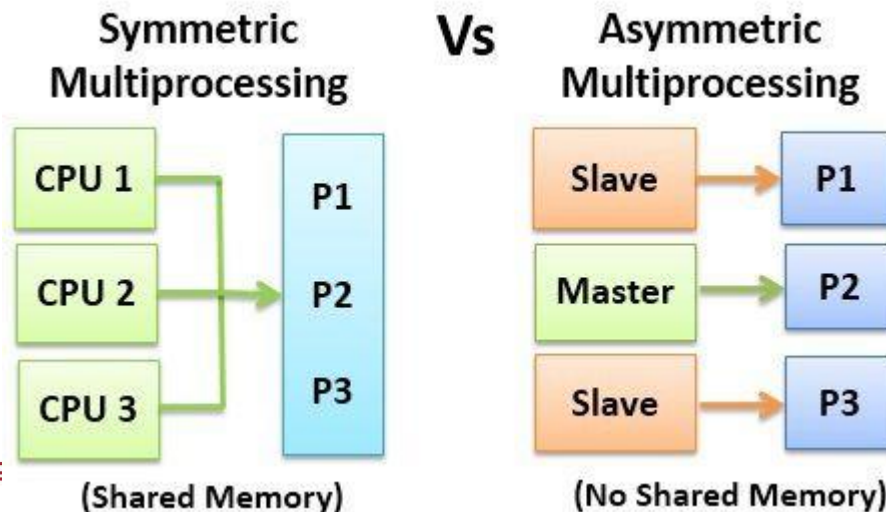 Symmetric
Multiprocessing
CPU 1
CPU 2
CPU 3
P1
P2
P3
(Shared Memory)
Vs
Asymmetric
Multiprocessing
Slave
P1
Master
P2
Slave
P3
(No Shared Memory)